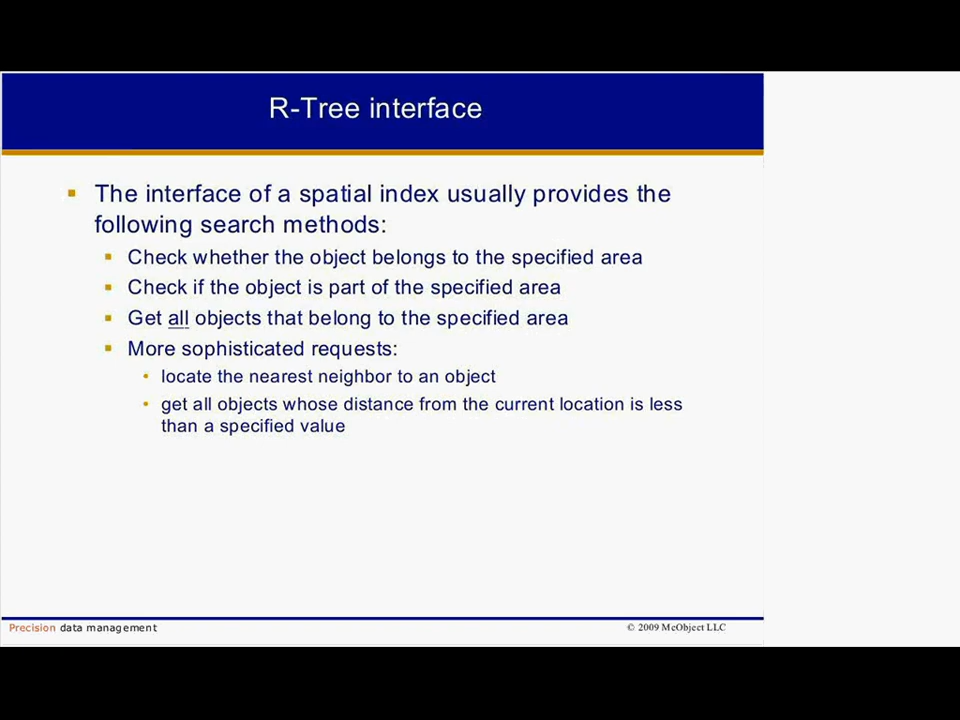 R-Tree interface
The interface of a spatial index usually provides the
following search methods:
Check whether the object belongs to the specified area
Check if the object is part of the specified area
Get all objects that belong to the specified area
More sophisticated requests:
locate the nearest neighbor to an object
get all objects whose distance from the current location is less
than a specified value
Precision data management
© 2009 McObject LLC